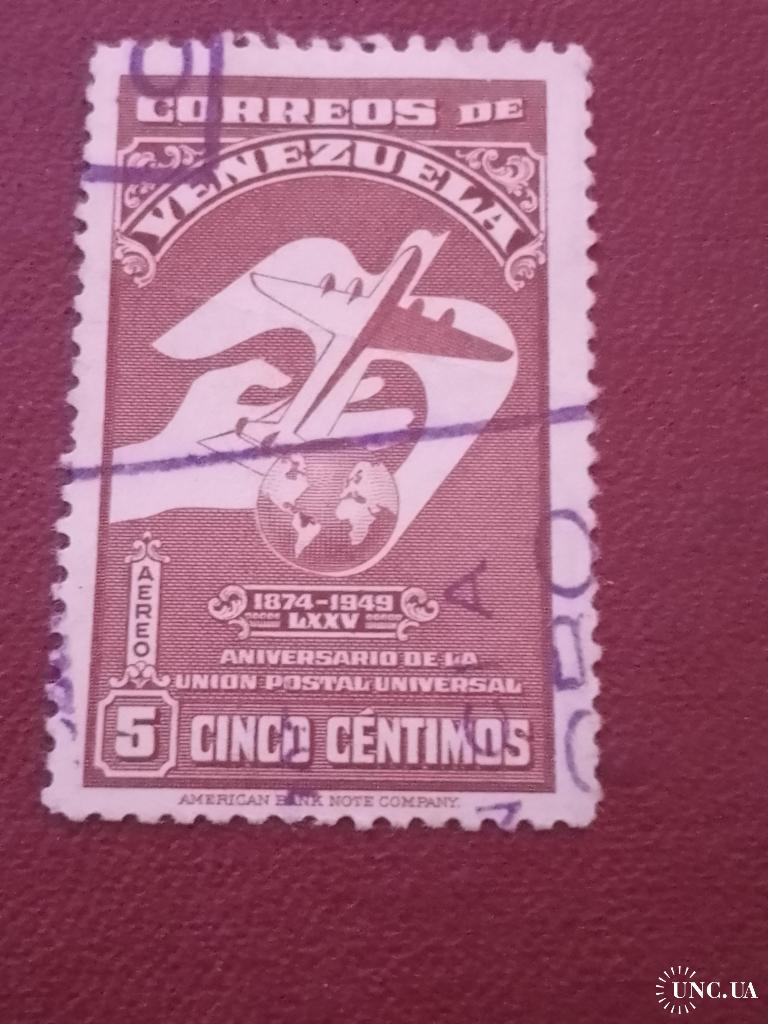 CORREOS DE
VENEZUELA
AEREO
1874-1949
LXXV
ANIVERSARIO DE LA
UNION POSTAL UNIVERSAL
5 CINCO CÉNTIMOS
AMERICAN BANK NOTE COMPANY.
UNC.UA